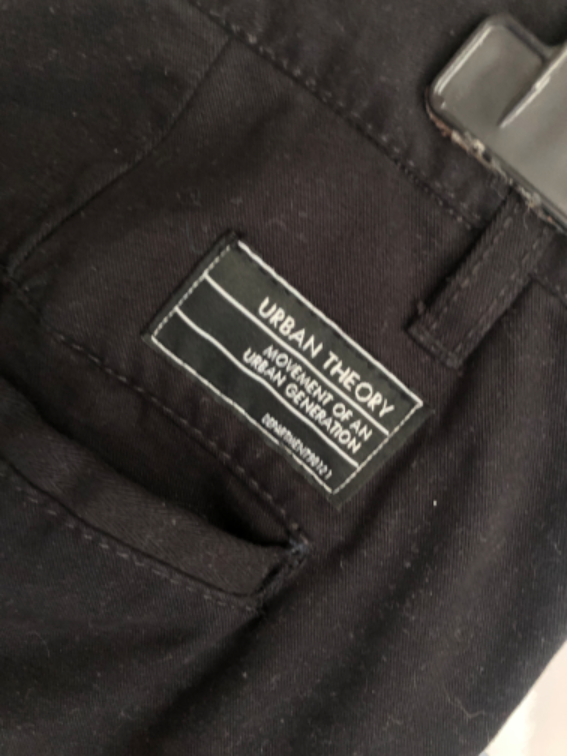 URBAN THEORY
MOVEMENT OF AN
URBAN GENERATION